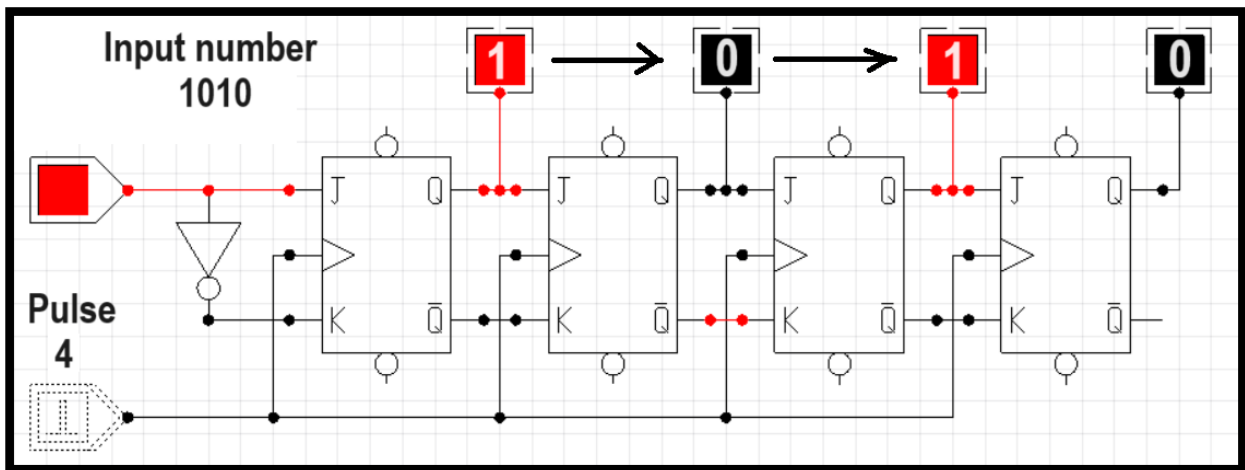 Input number
1010
1 0 1 0
J Q J Q J Q J Q
K Q̅ K Q̅ K Q̅ K Q̅
Pulse
4